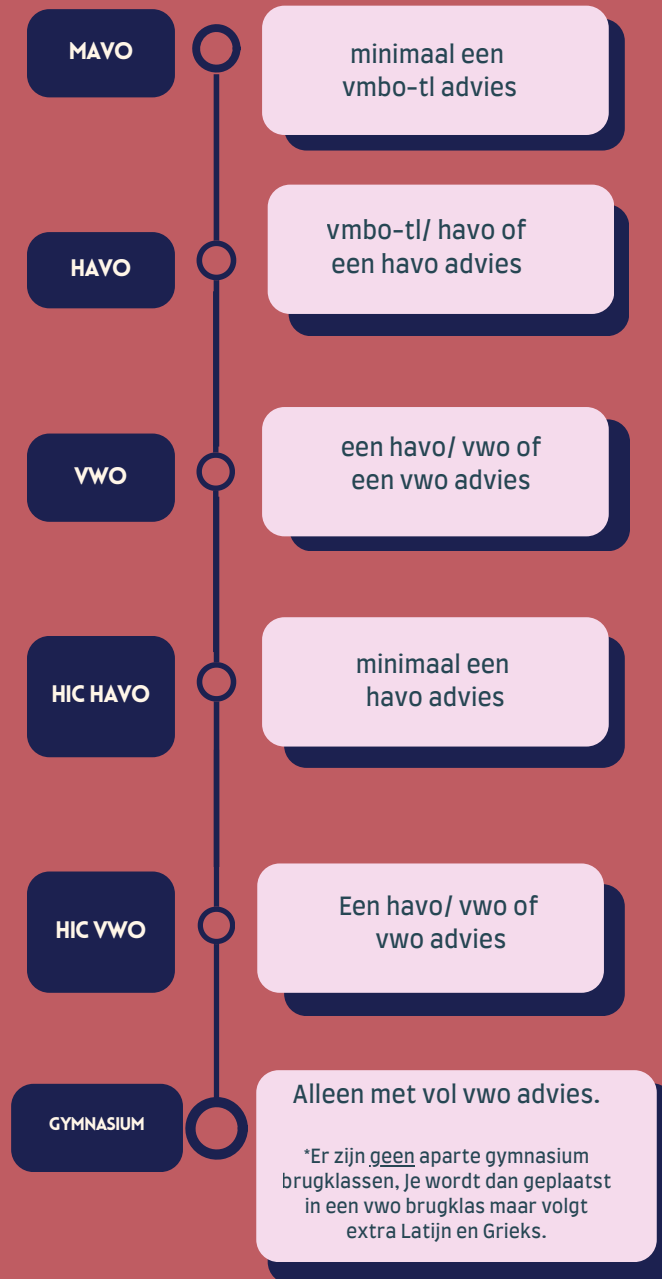 MAVO
minimaal een
vmbo-tl advies
HAVO
vmbo-tl/ havo of
een havo advies
VWO
een havo/ vwo of
een vwo advies
HIC HAVO
minimaal een
havo advies
HIC VWO
Een havo/ vwo of
vwo advies
GYMNASIUM
Alleen met vol vwo advies.
*Er zijn geen aparte gymnasium
brugklassen, je wordt dan geplaatst
in een vwo brugklas maar volgt
extra Latijn en Grieks.